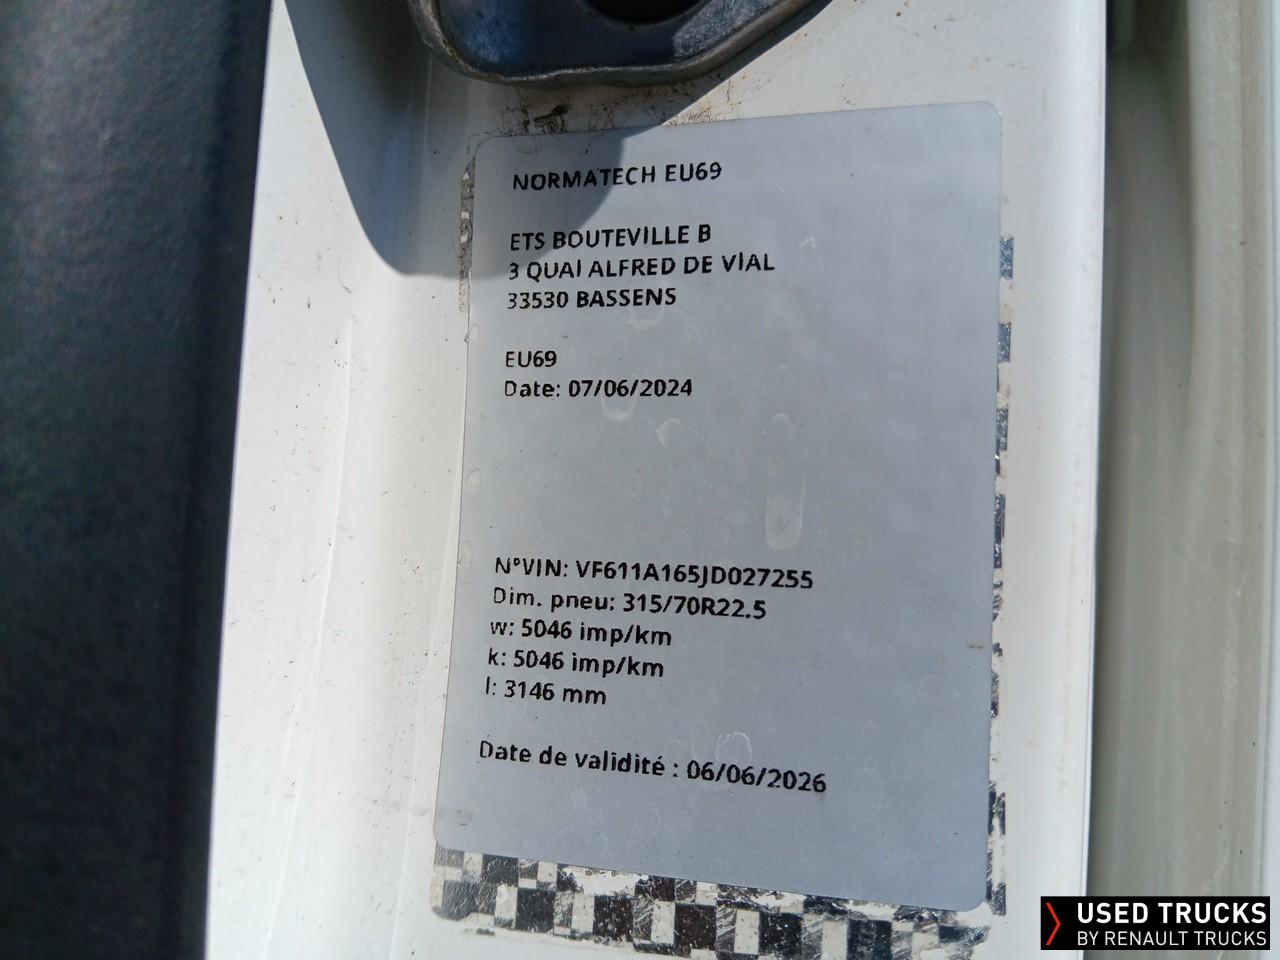 NORMATECH EU69
ETS BOUTEVILLE B
3 QUAI ALFRED DE VIAL
33530 BASSENS
EU69
Date: 07/06/2024
N°VIN: VF611A165JD027255
Dim. pneu: 315/70R22.5
w: 5046 imp/km
k: 5046 imp/km
l: 3146 mm
Date de validité : 06/06/2026
USED TRUCKS
BY RENAULT TRUCKS